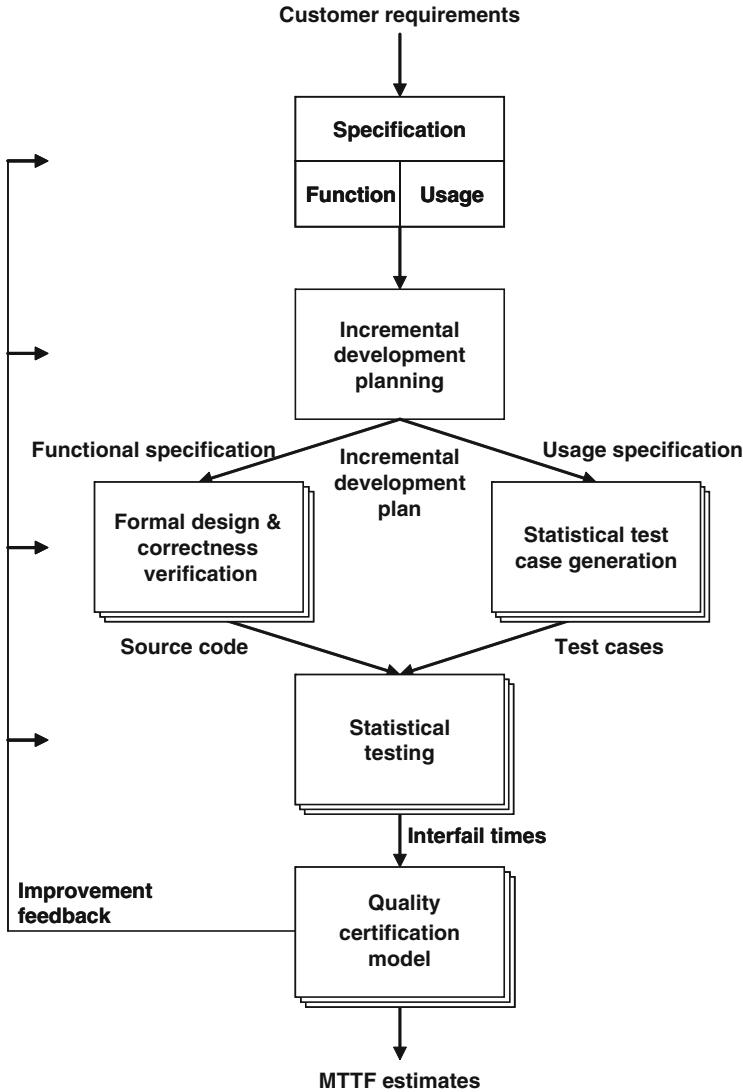 Customer requirements
Specification
Function
Usage
Incremental
development
planning
Functional specification
Usage specification
Incremental
development
plan
Formal design &
correctness
verification
Statistical test
case generation
Source code
Test cases
Statistical
testing
Interfail times
Improvement
feedback
Quality
certification
model
MTTF estimates